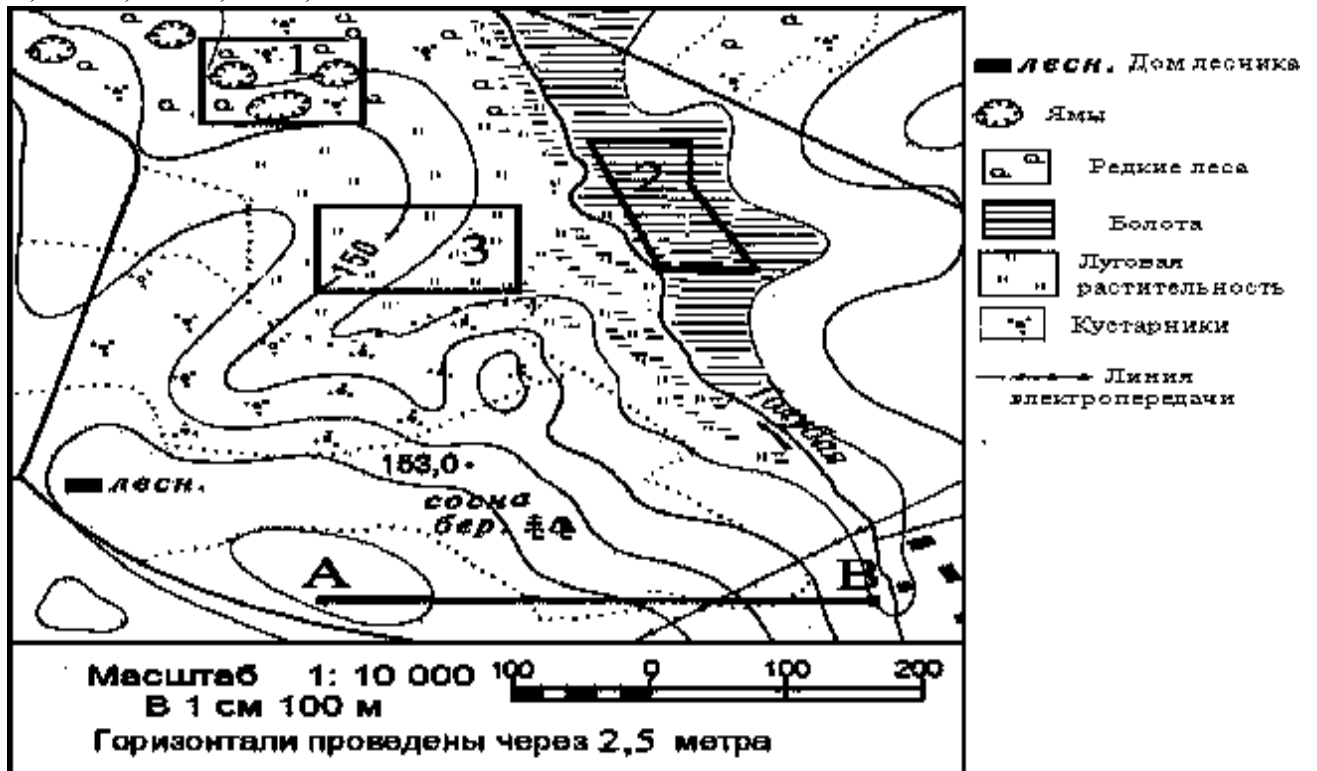 1
2
3
150
Голубая
153,0
лесн.
сосна
бер.
А
В
лесн. Дом лесника
Ямы
Редкие леса
Болота
Луговая
растительность
Кустарники
Линия
электропередачи
Масштаб 1: 10 000
В 1 см 100 м
100 0 100 200
Горизонтали проведены через 2,5 метра